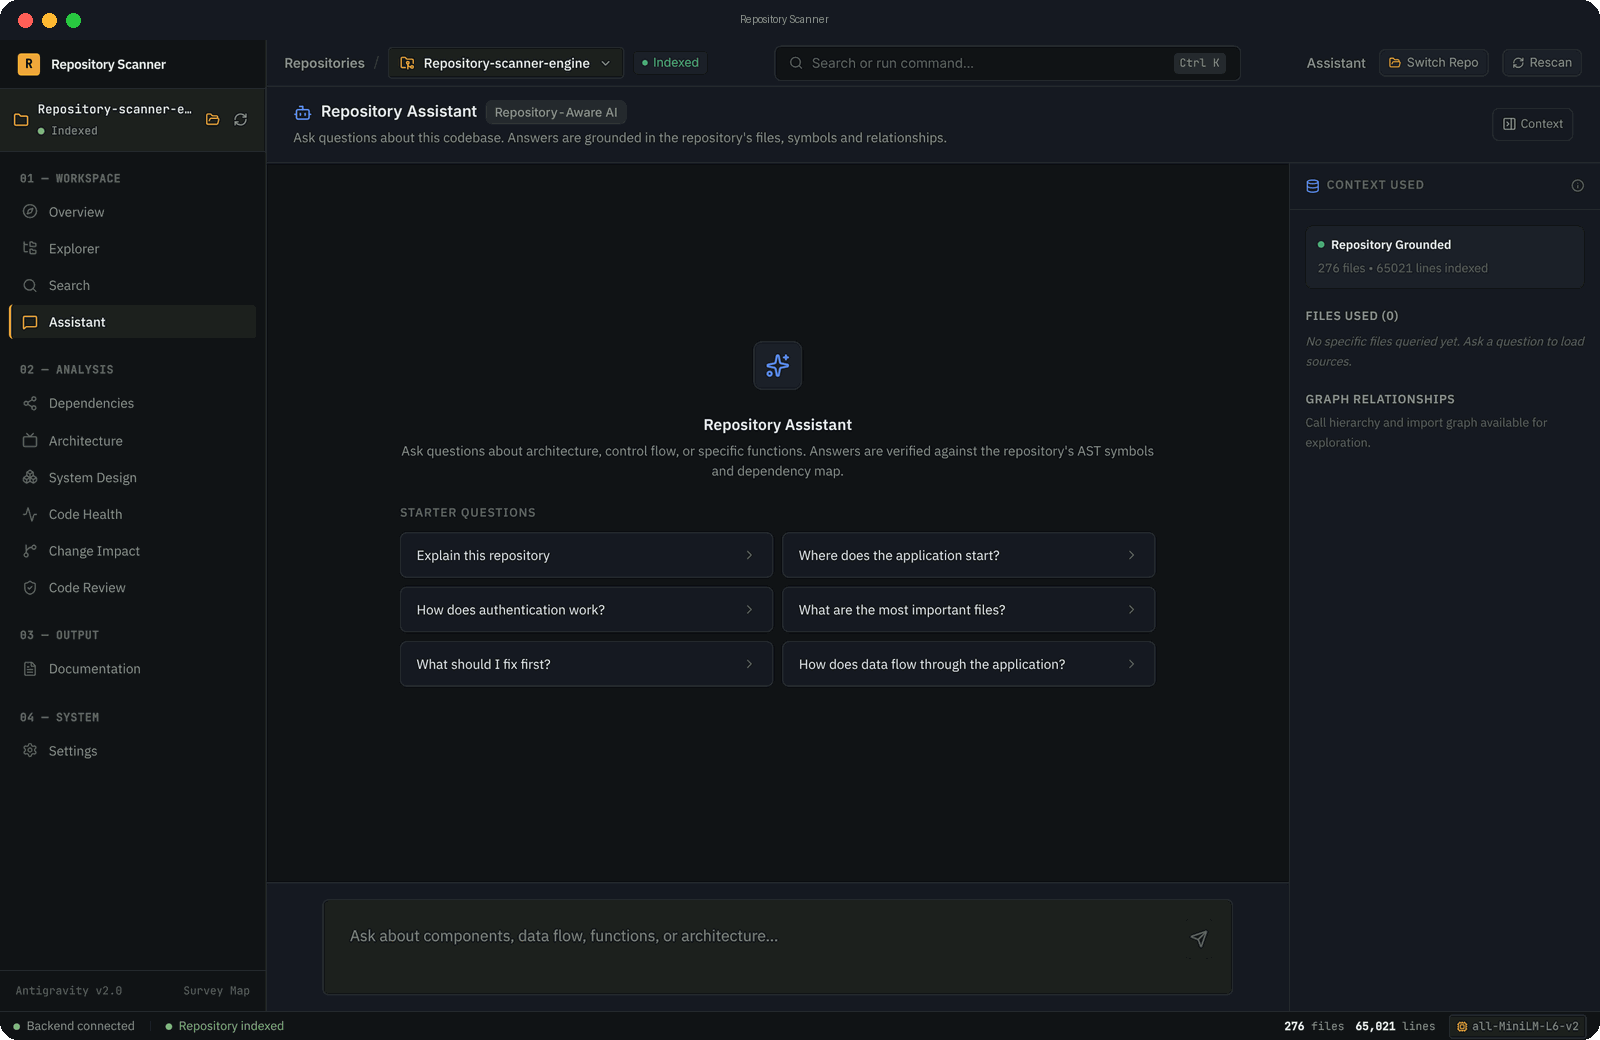 Repository Scanner
R
Repository Scanner
Repositories / Repository-scanner-engine
Indexed
Search or run command...
Ctrl K
Assistant
Switch Repo
Rescan
Repository-scanner-e...
Indexed
01 — WORKSPACE
Overview
Explorer
Search
Assistant
02 — ANALYSIS
Dependencies
Architecture
System Design
Code Health
Change Impact
Code Review
03 — OUTPUT
Documentation
04 — SYSTEM
Settings
Antigravity v2.0
Survey Map
Repository Assistant
Repository-Aware AI
Ask questions about this codebase. Answers are grounded in the repository's files, symbols and relationships.
Context
Repository Assistant
Ask questions about architecture, control flow, or specific functions. Answers are verified against the repository's AST symbols
and dependency map.
STARTER QUESTIONS
Explain this repository
Where does the application start?
How does authentication work?
What are the most important files?
What should I fix first?
How does data flow through the application?
Ask about components, data flow, functions, or architecture...
CONTEXT USED
Repository Grounded
276 files • 65021 lines indexed
FILES USED (0)
No specific files queried yet. Ask a question to load
sources.
GRAPH RELATIONSHIPS
Call hierarchy and import graph available for
exploration.
Backend connected
Repository indexed
276 files
65,021 lines
all-MiniLM-L6-v2